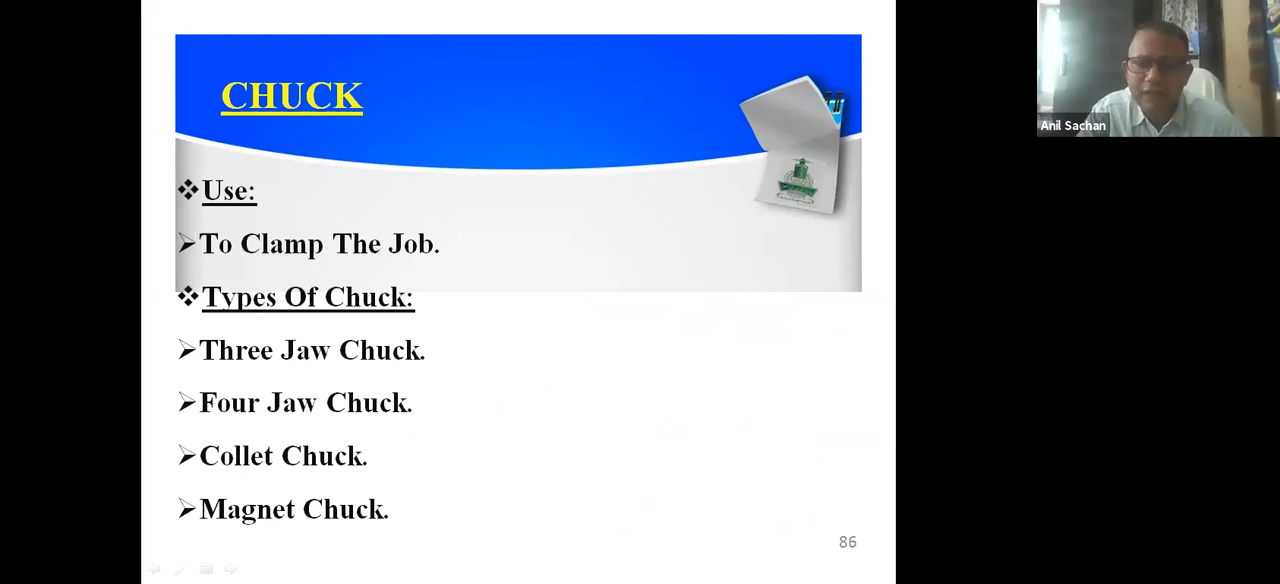 CHUCK
❖Use:
➢To Clamp The Job.
❖Types Of Chuck:
➢Three Jaw Chuck.
➢Four Jaw Chuck.
➢Collet Chuck.
➢Magnet Chuck.
86
Anil Sachan